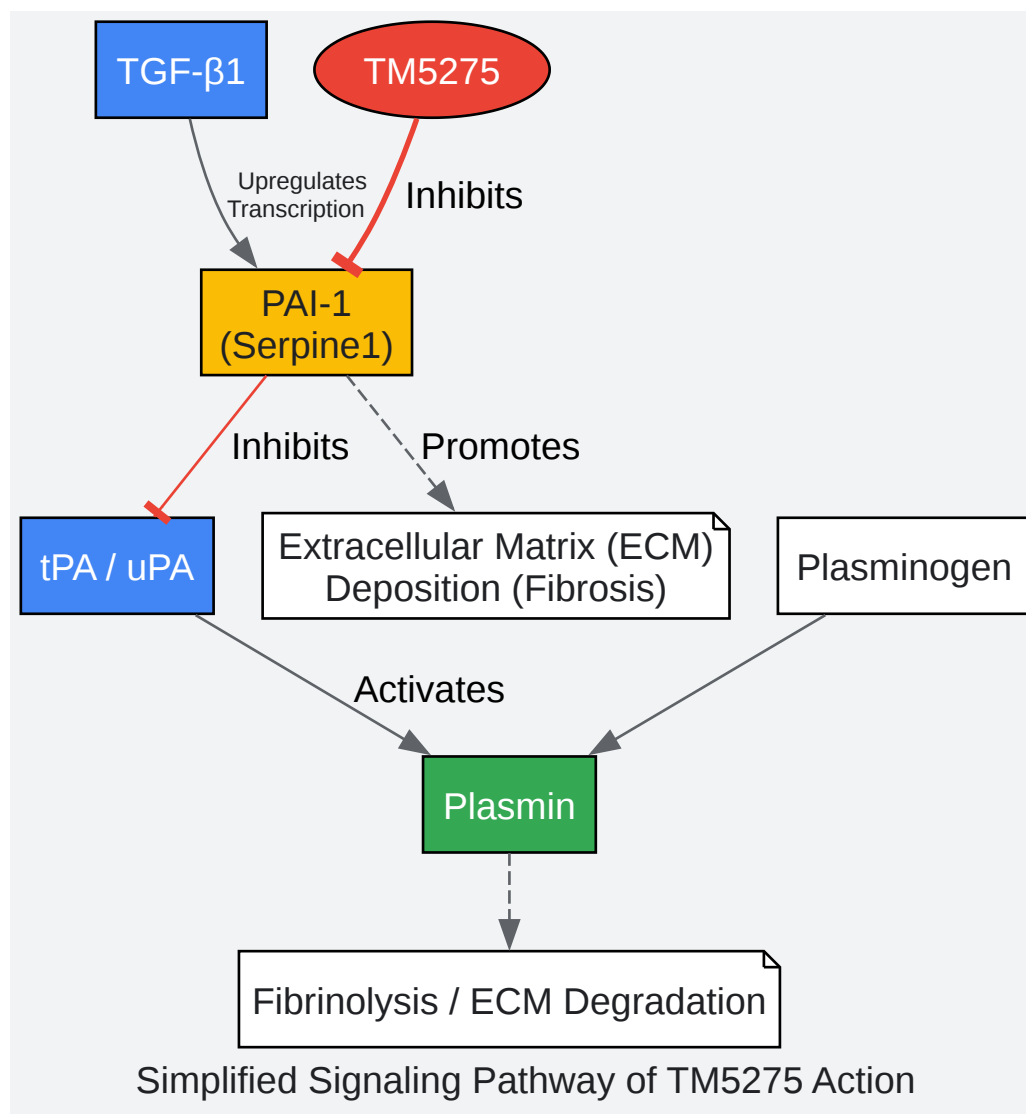 TGF-β1
TM5275
Upregulates
Transcription
Inhibits
PAI-1
(Serpine1)
Inhibits
Promotes
tPA / uPA
Extracellular Matrix (ECM)
Deposition (Fibrosis)
Plasminogen
Activates
Plasmin
Fibrinolysis / ECM Degradation
Simplified Signaling Pathway of TM5275 Action